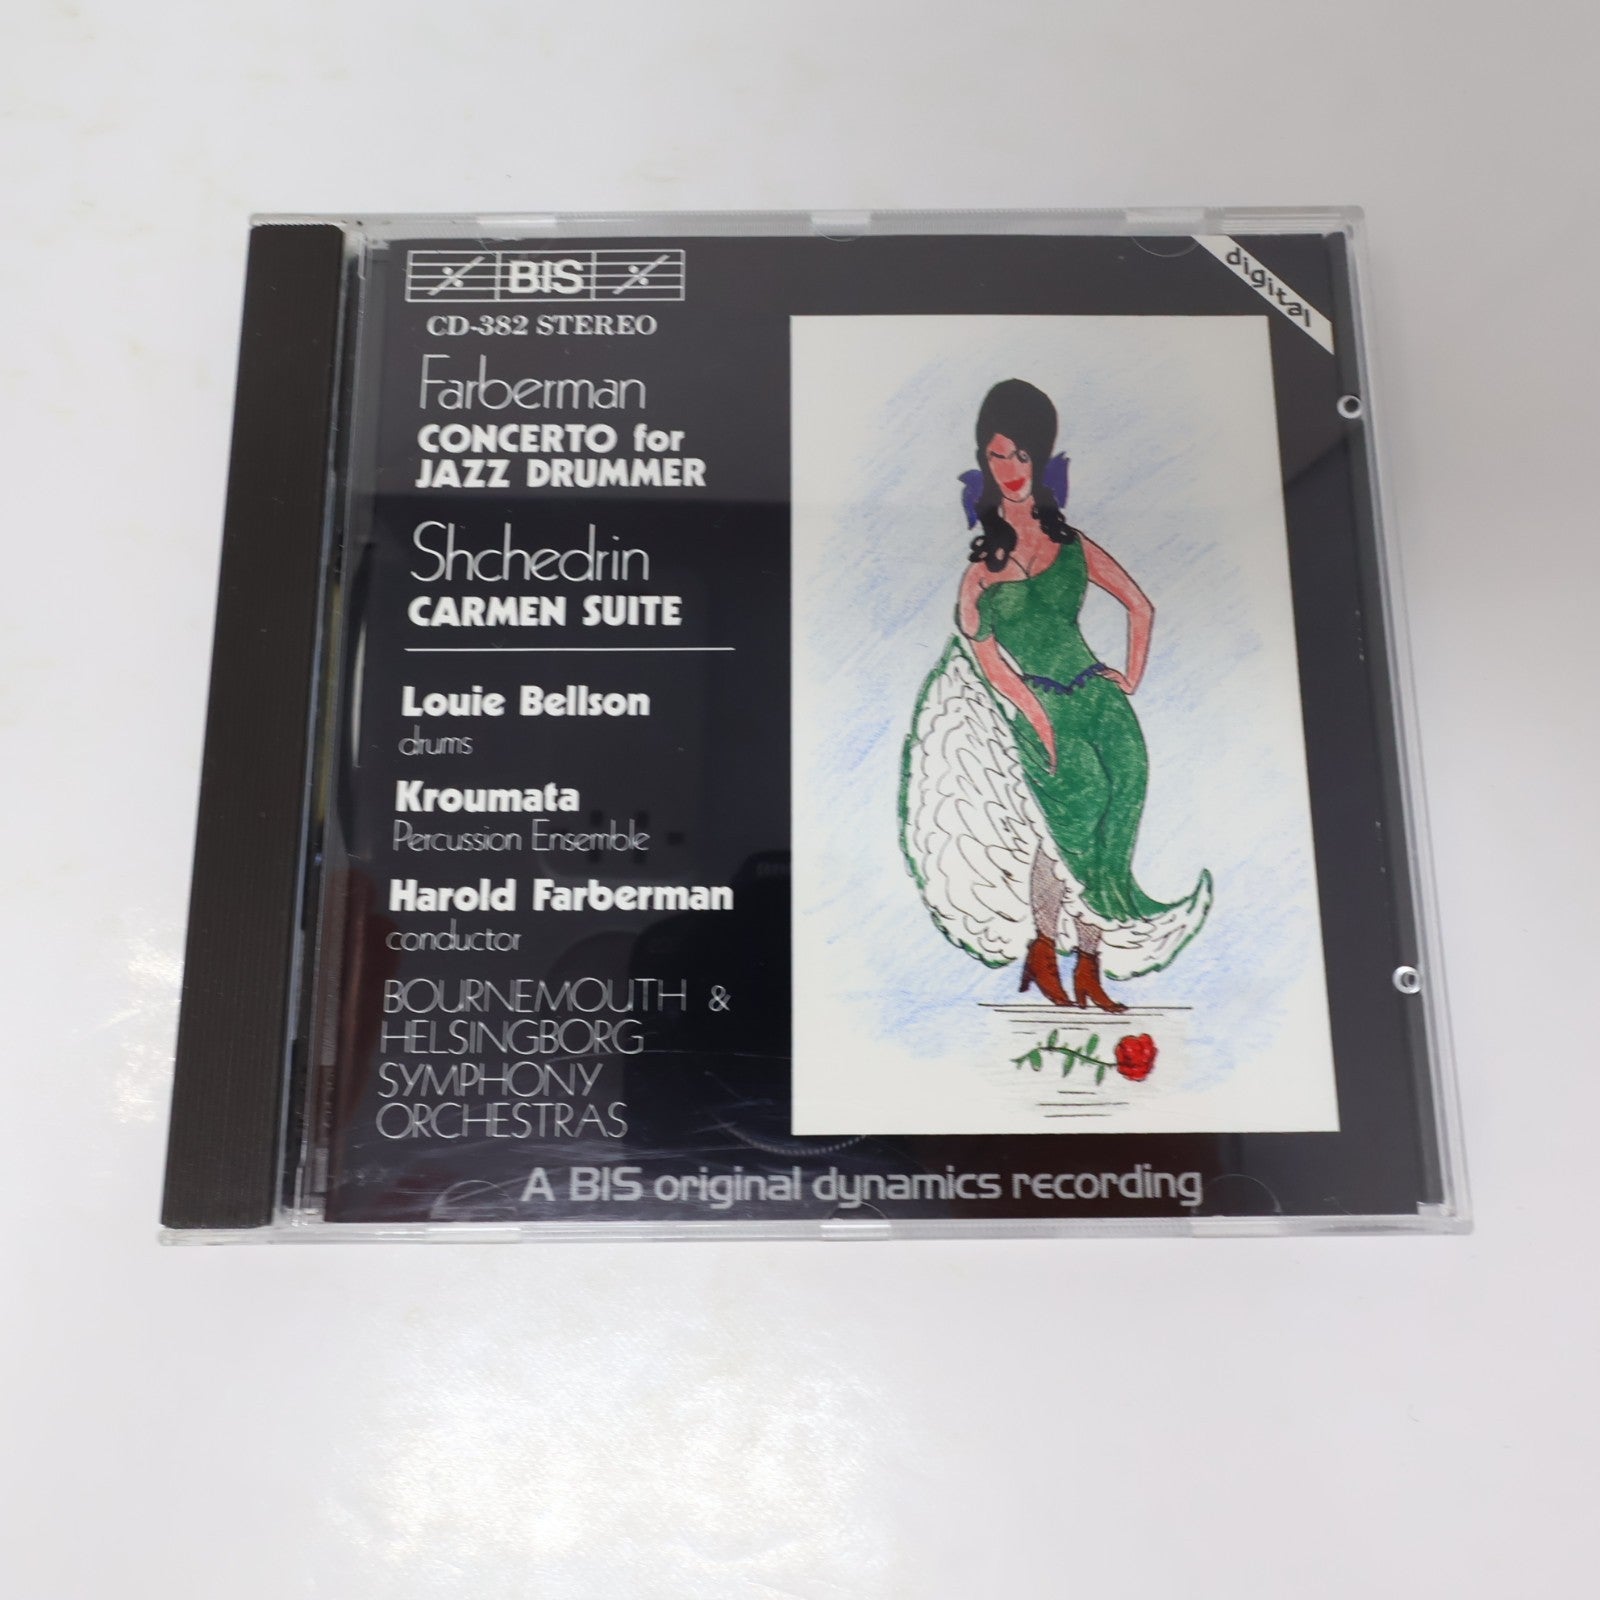 BIS
digital
CD-382 STEREO
Farberman
CONCERTO for
JAZZ DRUMMER
Shchedrin
CARMEN SUITE
Louie Bellson
drums
Kroumata
Percussion Ensemble
Harold Farberman
conductor
BOURNEMOUTH &
HELSINGBORG
SYMPHONY
ORCHESTRAS
A BIS original dynamics recording